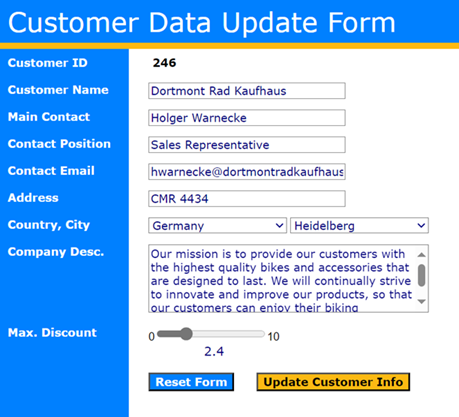 Customer Data Update Form
Customer ID 246
Customer Name Dortmont Rad Kaufhaus
Main Contact Holger Warnecke
Contact Position Sales Representative
Contact Email hwarnecke@dortmontradkaufhaus
Address CMR 4434
Country, City Germany Heidelberg
Company Desc. Our mission is to provide our customers with
the highest quality bikes and accessories that
are designed to last. We will continually strive
to innovate and improve our products, so that
our customers can enjoy their biking
Max. Discount 0 10
2.4
Reset Form Update Customer Info